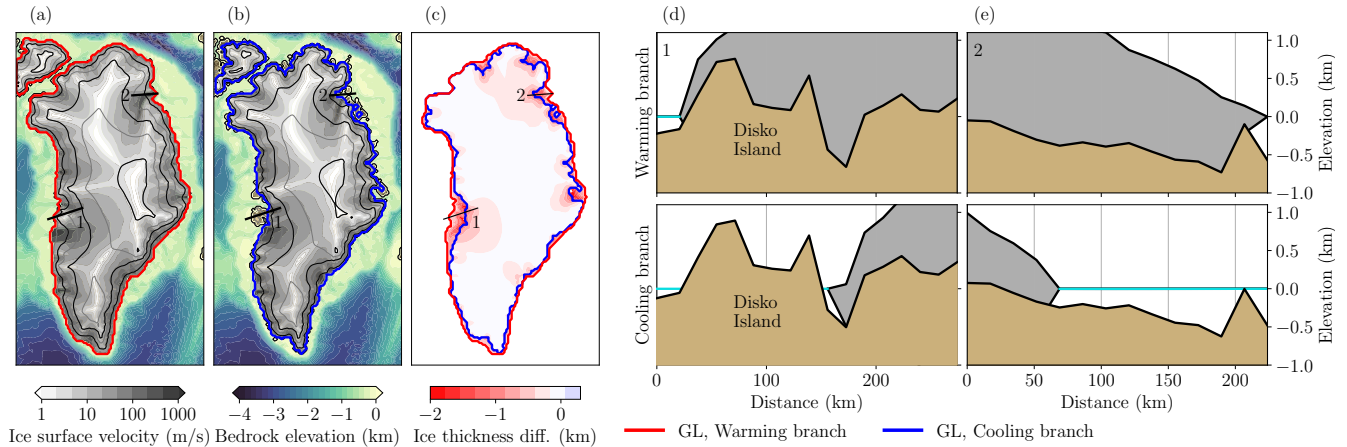 (a) (b) (c) (d) (e)
2 2 2 1 2
1 1 1
Warming branch
Disko
Island
1.0
0.5
0.0
−0.5
−1.0
Elevation (km)
Cooling branch
Disko
Island
1.0
0.5
0.0
−0.5
−1.0
Elevation (km)
0 100 200
Distance (km)
0 50 100 150 200
Distance (km)
1 10 100 1000
Ice surface velocity (m/s)
−4 −3 −2 −1 0
Bedrock elevation (km)
−2 −1 0
Ice thickness diff. (km)
GL, Warming branch
GL, Cooling branch